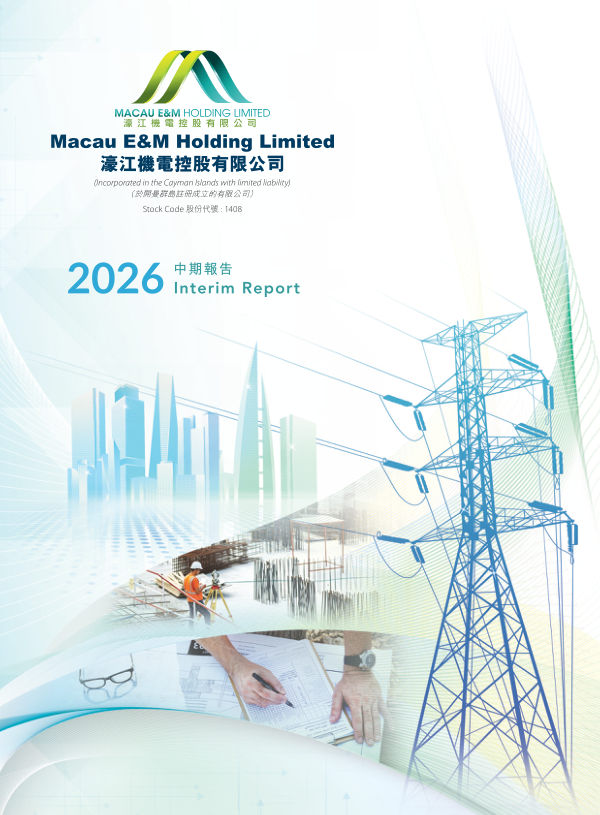 MACAU E&M HOLDING LIMITED
濠江機電控股有限公司
Macau E&M Holding Limited
濠江機電控股有限公司
(Incorporated in the Cayman Islands with limited liability)
(於開曼群島註冊成立的有限公司)
Stock Code 股份代號 : 1408
2026 中期報告
Interim Report